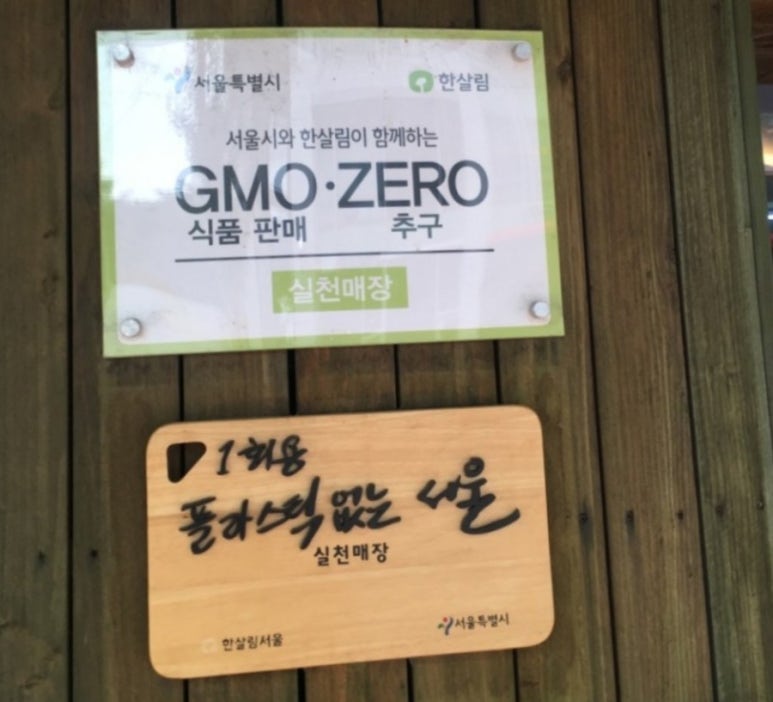 서울특별시 한살림
서울시와 한살림이 함께하는
GMO·ZERO
식품 판매 추구
실천매장
1회용
플라스틱 없는 서울
실천매장
한살림서울 서울특별시